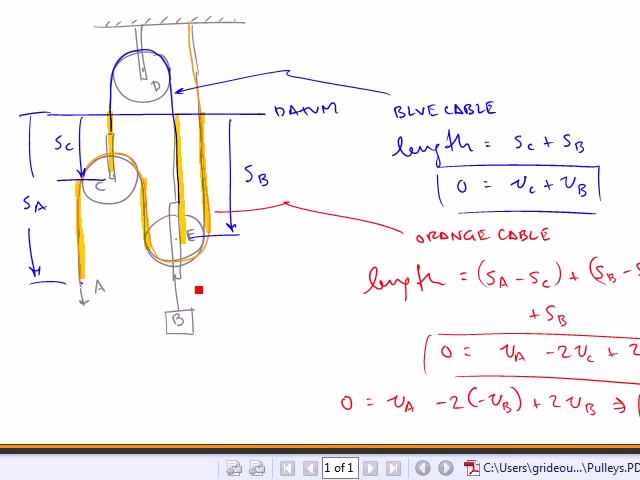 D
DATUM
BLUE CABLE
length = Sc + SB
0 = vc + vB
Sc
SB
SA
C
E
ORANGE CABLE
A
B
length = (SA - Sc) + (SB - S
+ SB
0 = vA - 2vc + 2
0 = vA - 2(-vB) + 2vB ⇒
1 of 1
C:\Users\grideou...\Pulleys.PD